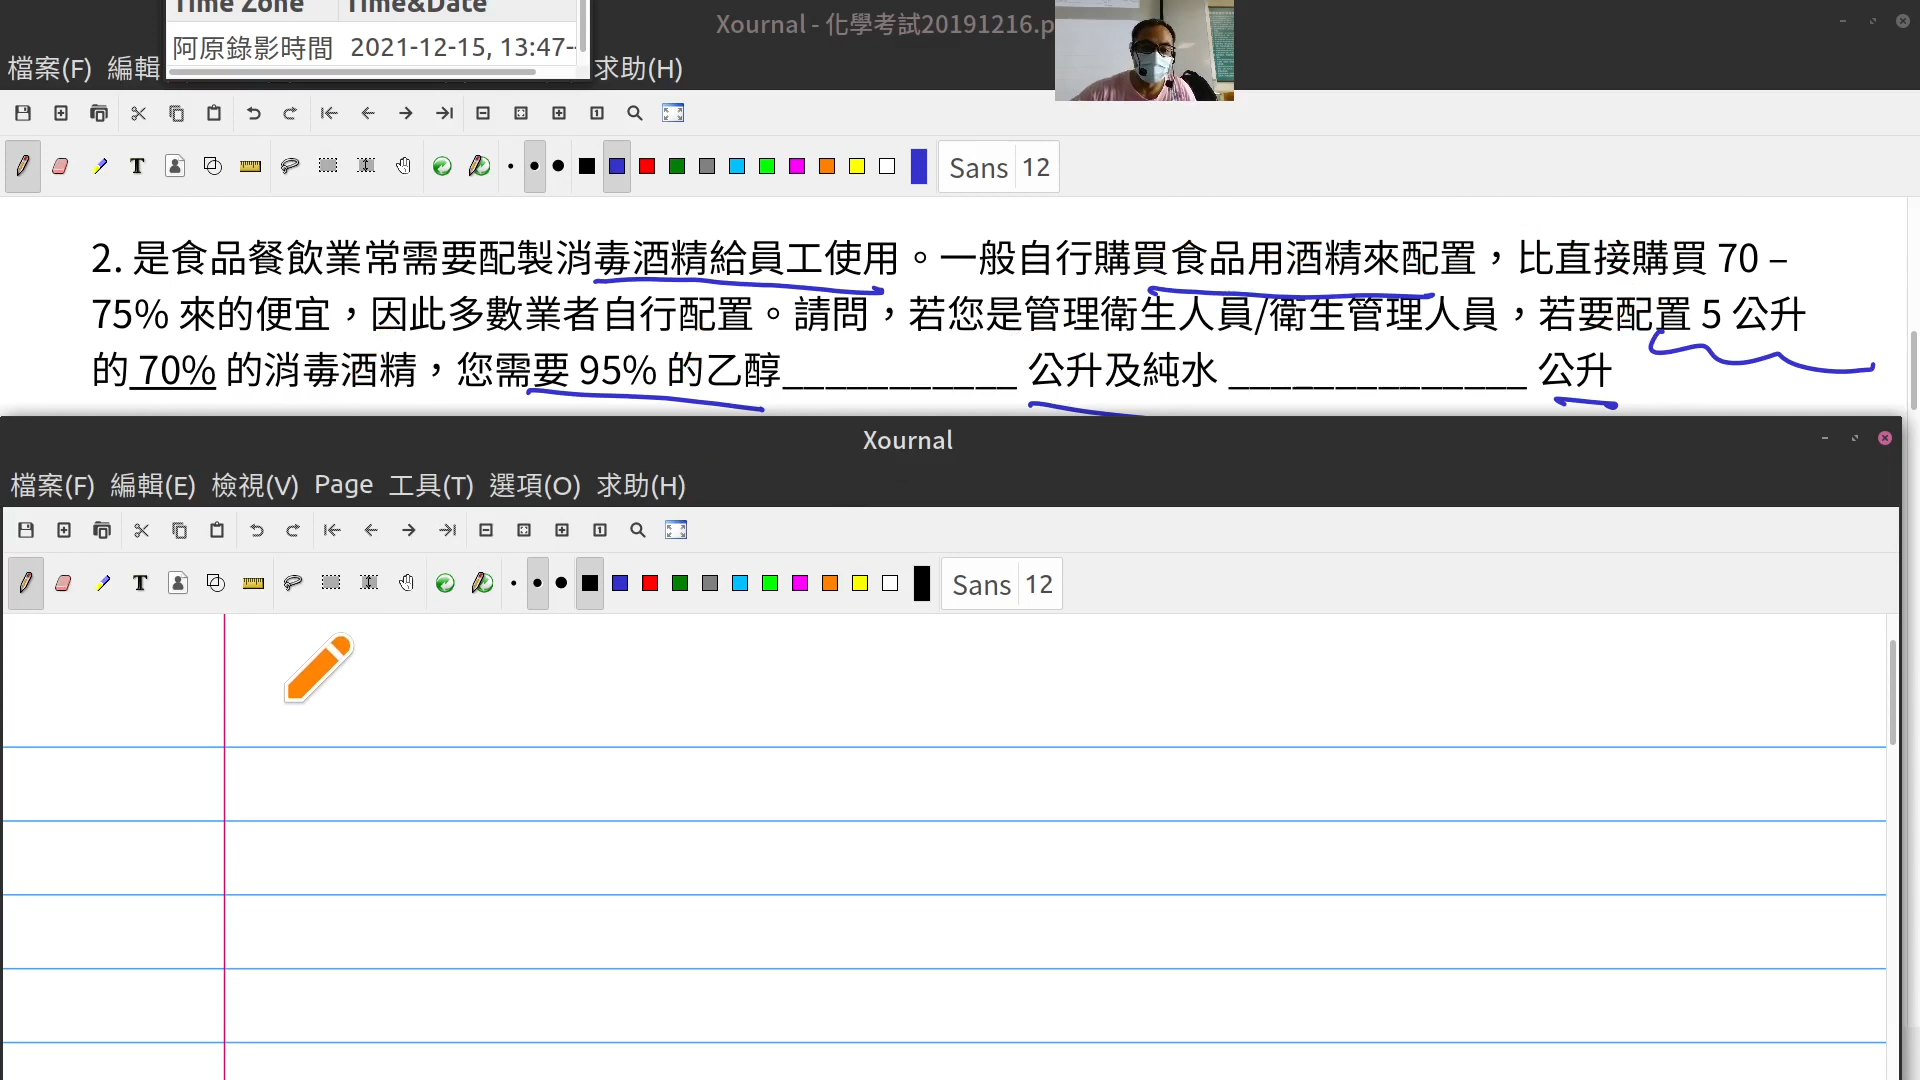 Time Zone Time&Date
阿原錄影時間 2021-12-15, 13:47-
Xournal - 化學考試20191216.p
檔案(F) 編輯 求助(H)
Sans 12
2. 是食品餐飲業常需要配製消毒酒精給員工使用。一般自行購買食品用酒精來配置，比直接購買 70 –
75% 來的便宜，因此多數業者自行配置。請問，若您是管理衛生人員/衛生管理人員，若要配置 5 公升
的 70% 的消毒酒精，您需要 95% 的乙醇___________ 公升及純水 ______________ 公升
Xournal
檔案(F) 編輯(E) 檢視(V) Page 工具(T) 選項(O) 求助(H)
Sans 12